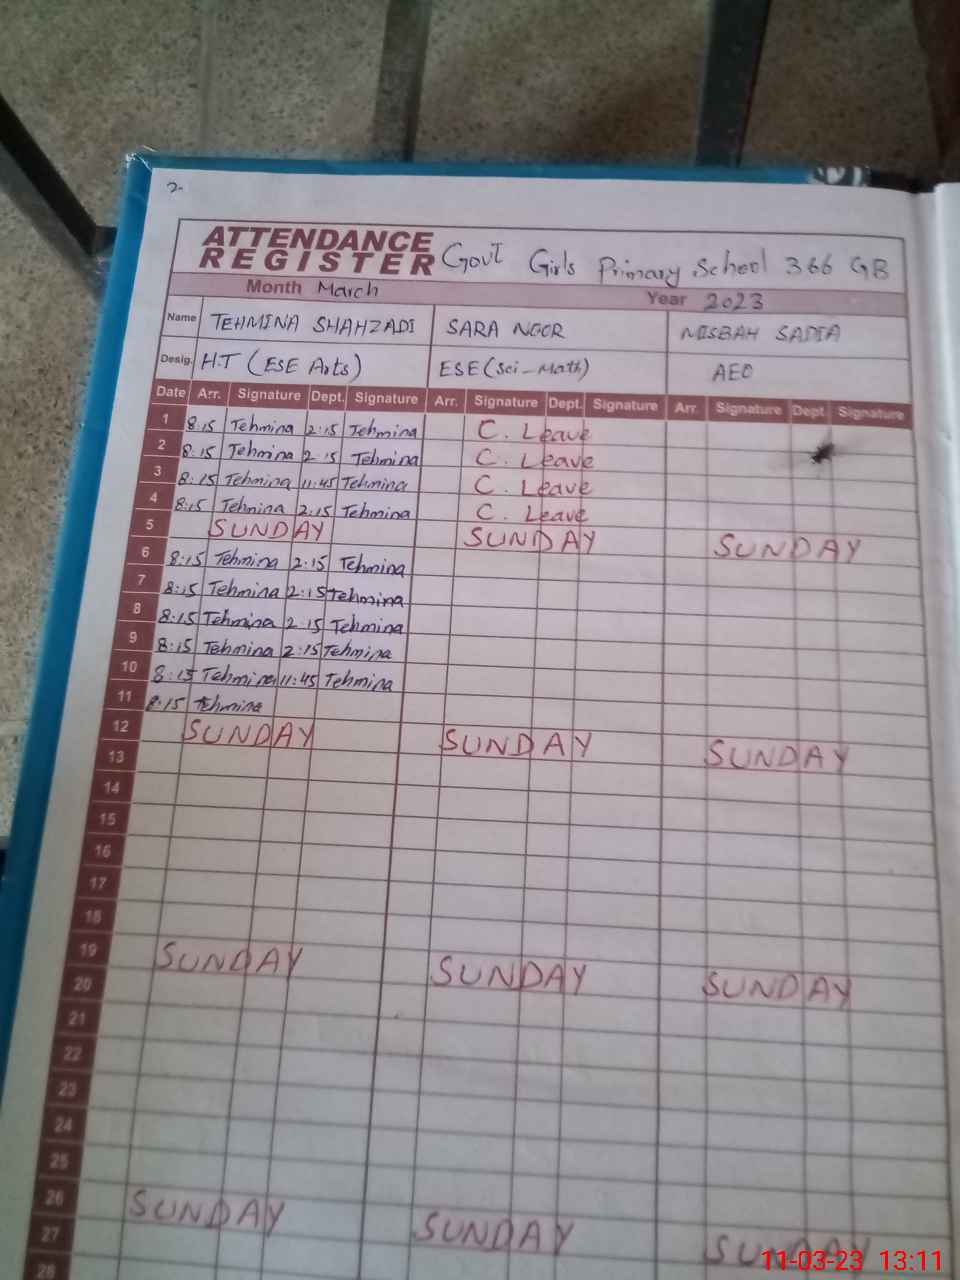 2-
ATTENDANCE
REGISTER Govt Girls Primary School 366 GB
Month March Year 2023
Name TEHMINA SHAHZADI SARA NOOR MISBAH SADIA
Desig. H.T (ESE Arts) ESE (Sci-Math) AEO
Date Arr. Signature Dept. Signature Arr. Signature Dept. Signature Arr. Signature Dept. Signature
1 8:15 Tehmina 2:15 Tehmina C. Leave
2 8:15 Tehmina 2:15 Tehmina C. Leave
3 8:15 Tehmina 11:45 Tehmina C. Leave
4 8:15 Tehmina 2:15 Tehmina C. Leave
5 SUNDAY SUNDAY SUNDAY
6 8:15 Tehmina 2:15 Tehmina
7 8:15 Tehmina 2:15 Tehmina
8 8:15 Tehmina 2:15 Tehmina
9 8:15 Tehmina 2:15 Tehmina
10 8:15 Tehmina 11:45 Tehmina
11 8:15 Tehmina
12 SUNDAY SUNDAY SUNDAY
13
14
15
16
17
18
19 SUNDAY SUNDAY SUNDAY
20
21
22
23
24
25
26 SUNDAY SUNDAY SUNDAY
27
28
11-03-23 13:11